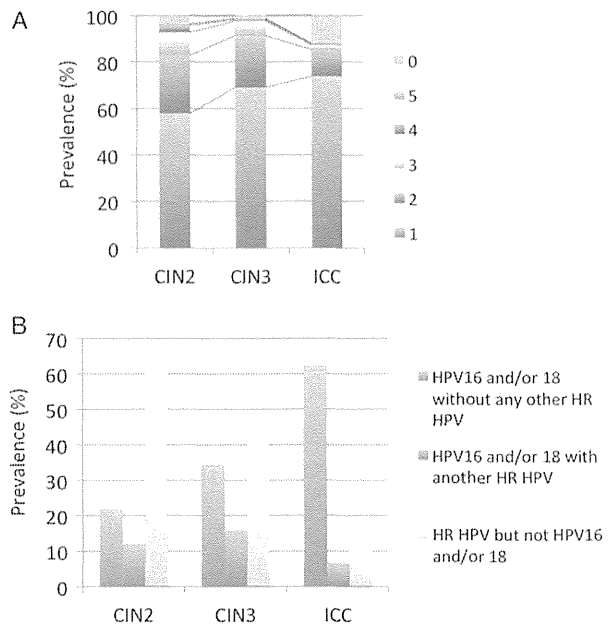 A
Prevalence (%)
100
80
60
40
20
0
CIN2 CIN3 ICC
0
5
4
3
2
1
B
Prevalence (%)
70
60
50
40
30
20
10
0
CIN2 CIN3 ICC
HPV16 and/or 18
without any other HR
HPV
HPV16 and/or 18 with
another HR HPV
HR HPV but not HPV16
and/or 18